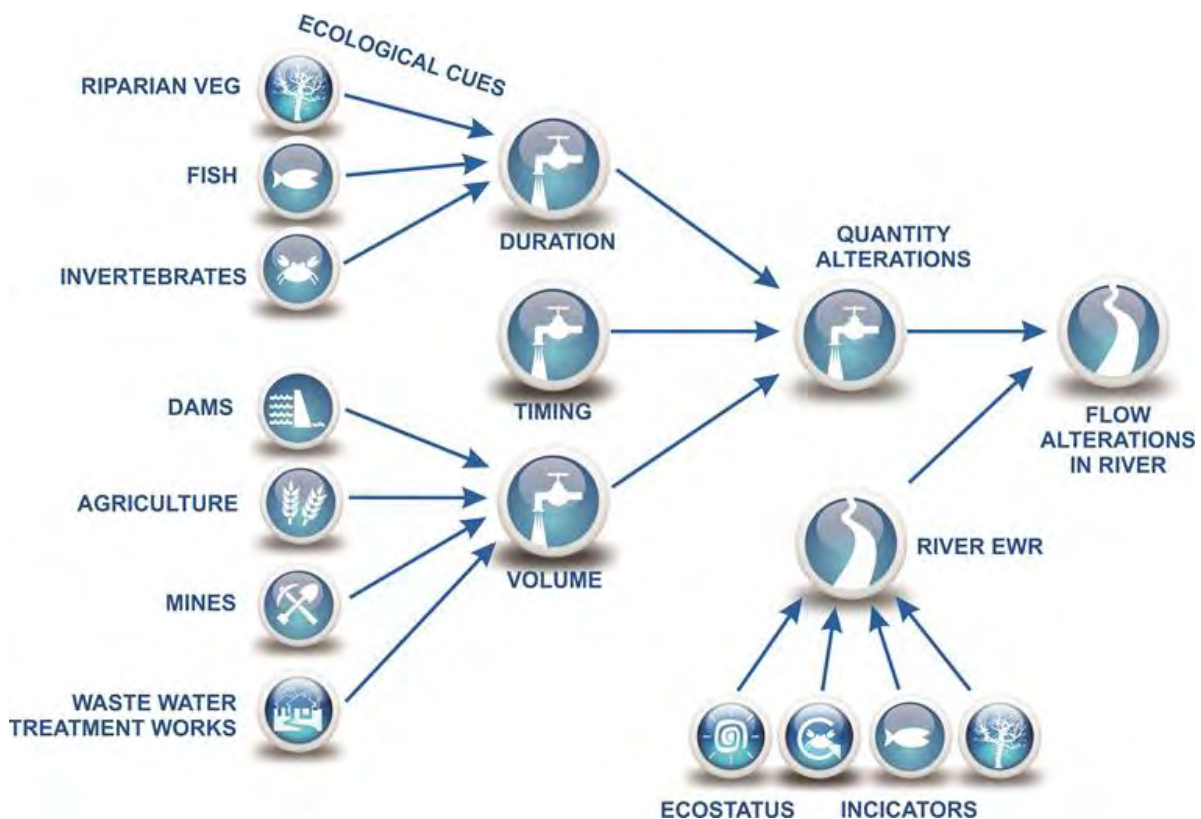 ECOLOGICAL CUES
RIPARIAN VEG
FISH
INVERTEBRATES
DURATION
QUANTITY
ALTERATIONS
DAMS
TIMING
FLOW
ALTERATIONS
IN RIVER
AGRICULTURE
RIVER EWR
MINES
VOLUME
WASTE WATER
TREATMENT WORKS
ECOSTATUS
INCICATORS